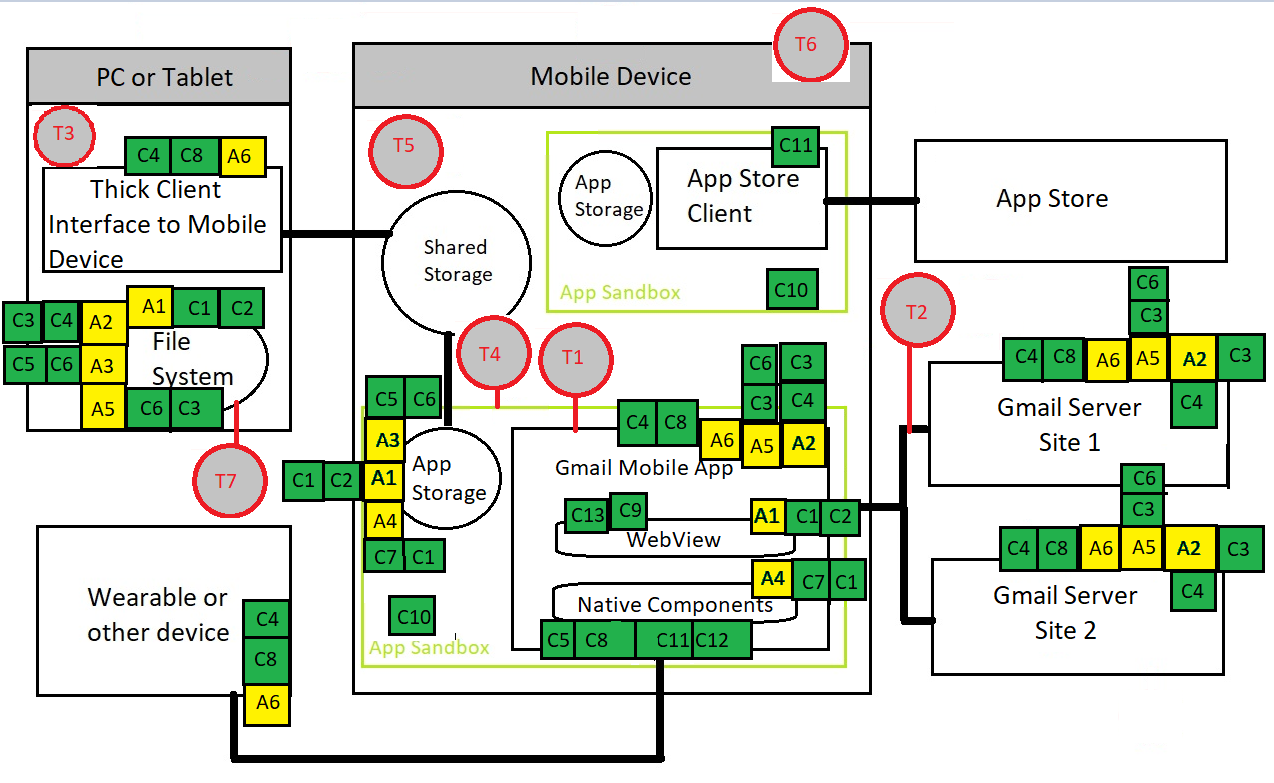 T6
PC or Tablet
Mobile Device
T3
T5
C4 C8 A6
C11
Thick Client
Interface to Mobile
Device
App
Storage
App Store
Client
App Store
Shared
Storage
App Sandbox
C10
T2
C6
C3
A1 C1 C2
C3 C4 A2
File
System
C5 C6 A3
A5 C6 C3
T4
T1
C6 C3
C3 C4
C4 C8 A6 A5 A2 C3
C4
Gmail Server
Site 1
C5 C6
A3
C4 C8 A6 A5 A2
App
Storage
Gmail Mobile App
T7
C1 C2 A1
A4
C7 C1
C13 C9
WebView
A1 C1 C2
C6
C3
C4 C8 A6 A5 A2 C3
C4
Gmail Server
Site 2
A4 C7 C1
Native Components
C10
App Sandbox
C5 C8 C11 C12
Wearable or
other device
C4
C8
A6